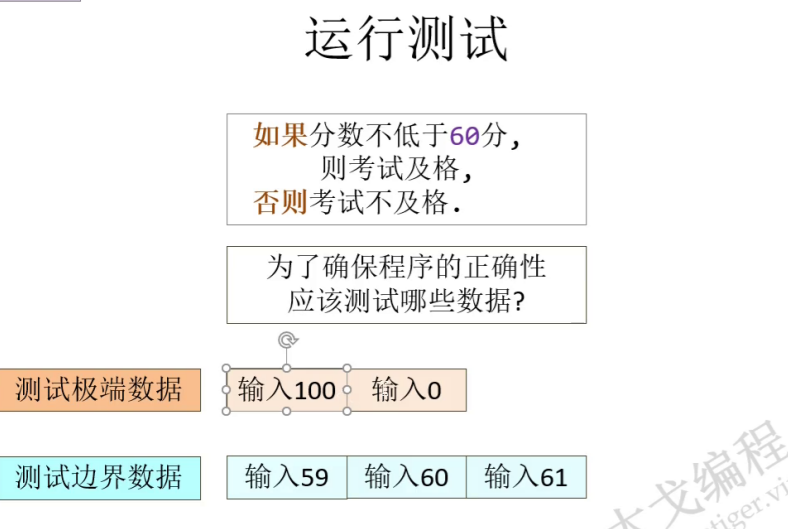 运行测试
如果分数不低于60分,
则考试及格,
否则考试不及格.
为了确保程序的正确性
应该测试哪些数据?
测试极端数据 输入100 输入0
测试边界数据 输入59 输入60 输入61
戈编程
tiger.vi